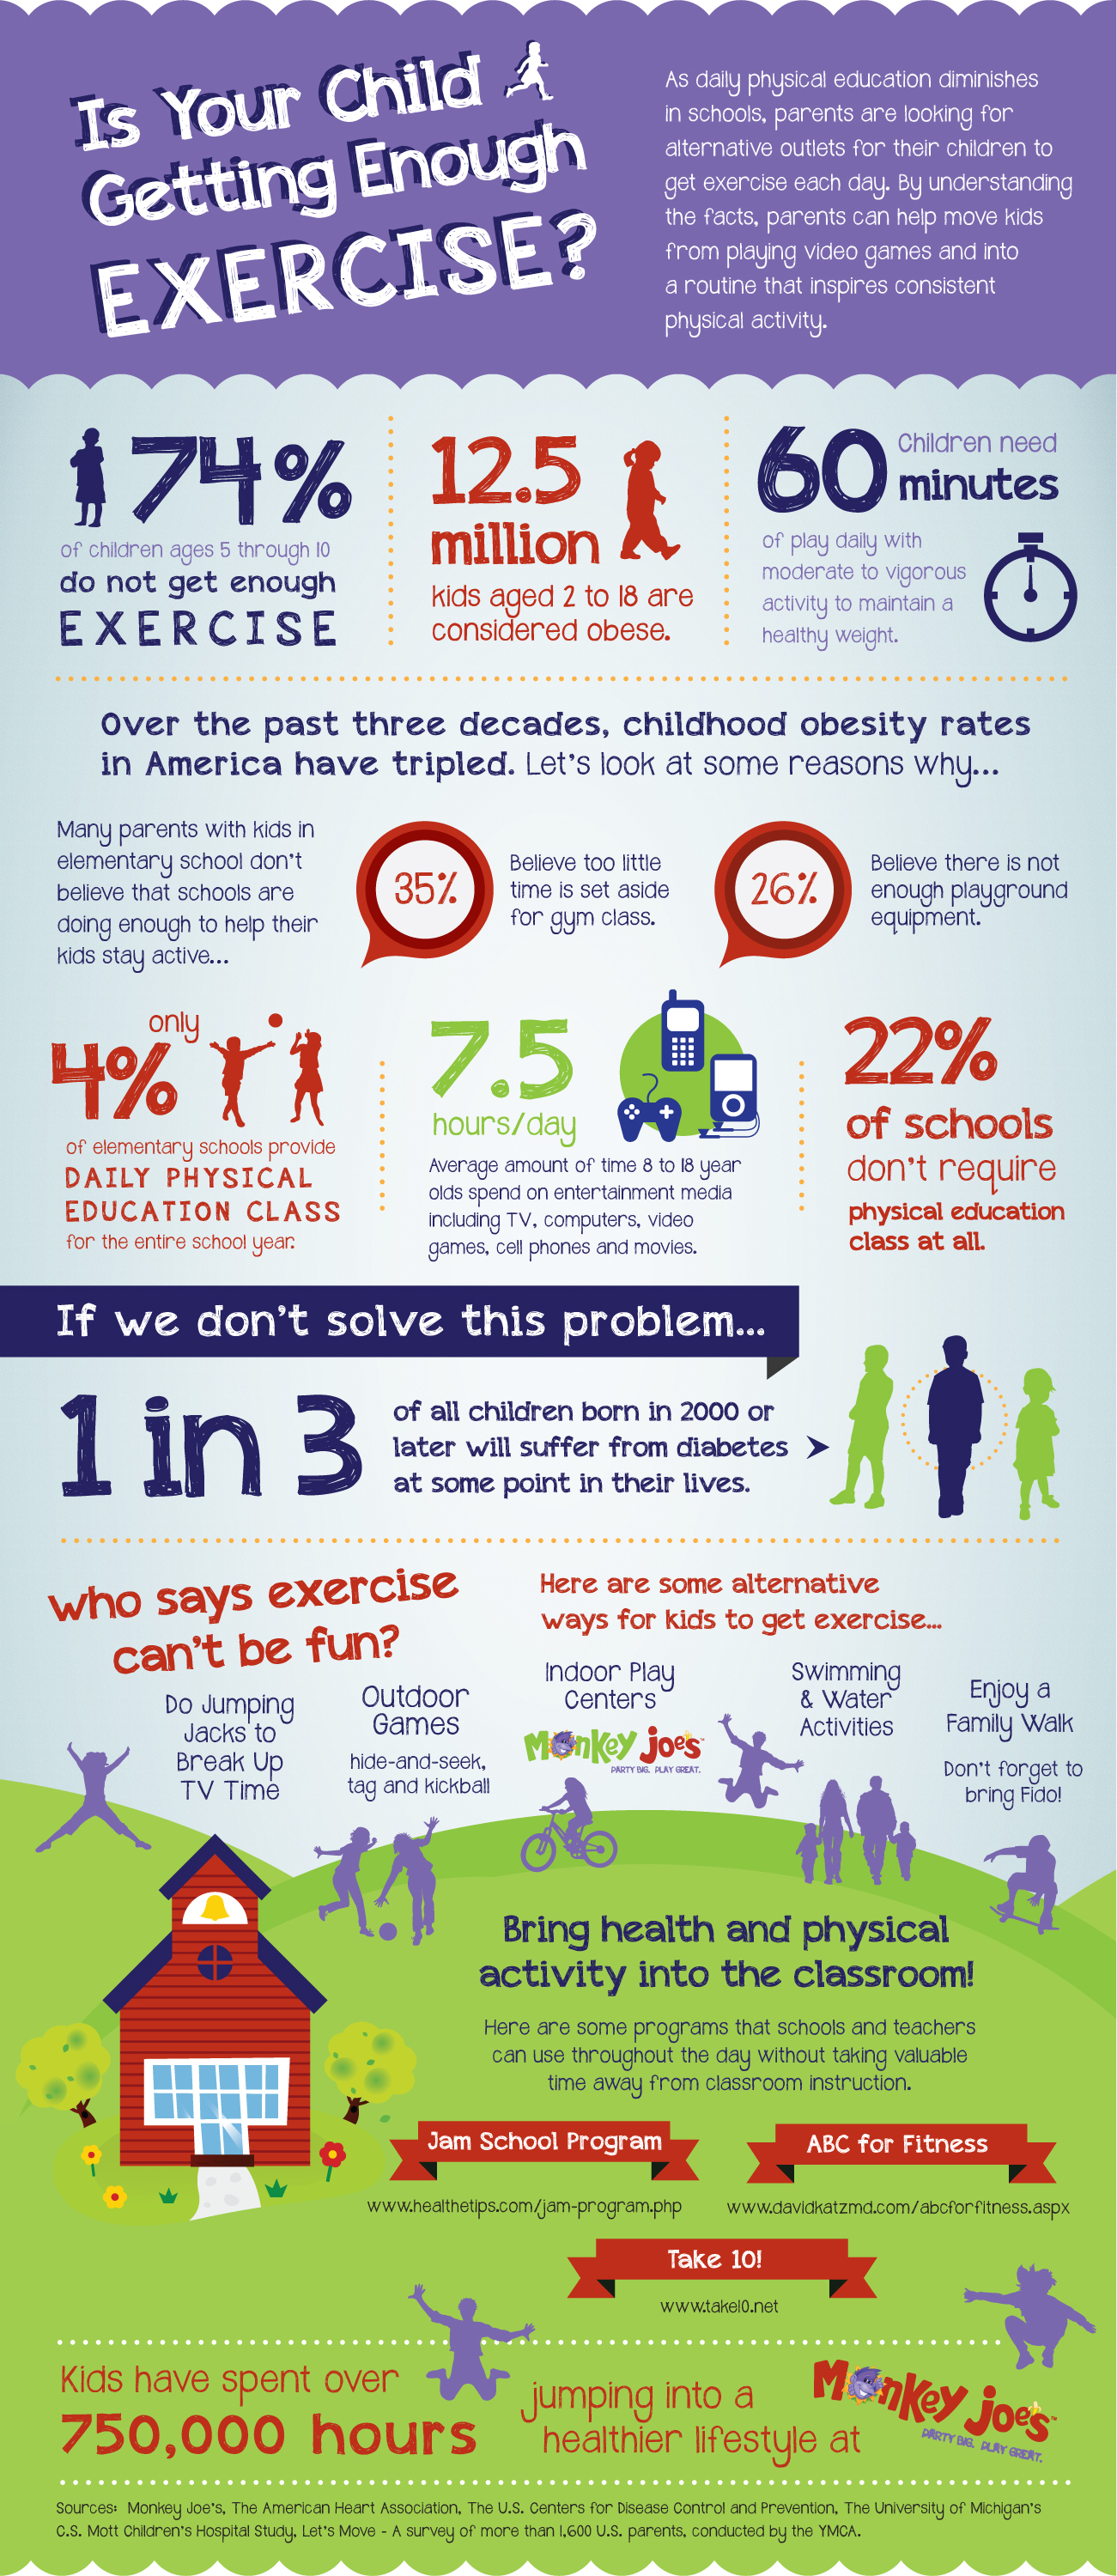 Is Your Child
Getting Enough
EXERCISE?
As daily physical education diminishes
in schools, parents are looking for
alternative outlets for their children to
get exercise each day. By understanding
the facts, parents can help move kids
from playing video games and into
a routine that inspires consistent
physical activity.
74%
of children ages 5 through 10
do not get enough
EXERCISE
12.5
million
kids aged 2 to 18 are
considered obese.
60 Children need
minutes
of play daily with
moderate to vigorous
activity to maintain a
healthy weight.
Over the past three decades, childhood obesity rates
in America have tripled. Let's look at some reasons why...
Many parents with kids in
elementary school don't
believe that schools are
doing enough to help their
kids stay active...
35%
Believe too little
time is set aside
for gym class.
26%
Believe there is not
enough playground
equipment.
only
4%
of elementary schools provide
DAILY PHYSICAL
EDUCATION CLASS
for the entire school year.
7.5
hours/day
Average amount of time 8 to 18 year
olds spend on entertainment media
including TV, computers, video
games, cell phones and movies.
22%
of schools
don't require
physical education
class at all.
If we don't solve this problem...
1 in 3
of all children born in 2000 or
later will suffer from diabetes
at some point in their lives.
who says exercise
can't be fun?
Here are some alternative
ways for kids to get exercise...
Do Jumping
Jacks to
Break Up
TV Time
Outdoor
Games
hide-and-seek,
tag and kickball
Indoor Play
Centers
Monkey Joe's™
PARTY BIG. PLAY GREAT.
Swimming
& Water
Activities
Enjoy a
Family Walk
Don't forget to
bring Fido!
Bring health and physical
activity into the classroom!
Here are some programs that schools and teachers
can use throughout the day without taking valuable
time away from classroom instruction.
Jam School Program
www.healthetips.com/jam-program.php
ABC for Fitness
www.davidkatzmd.com/abcforfitness.aspx
Take 10!
www.take10.net
Kids have spent over
750,000 hours
jumping into a
healthier lifestyle at
Monkey Joe's™
PARTY BIG. PLAY GREAT.
Sources: Monkey Joe's, The American Heart Association, The U.S. Centers for Disease Control and Prevention, The University of Michigan's
C.S. Mott Children's Hospital Study, Let's Move - A survey of more than 1,600 U.S. parents, conducted by the YMCA.